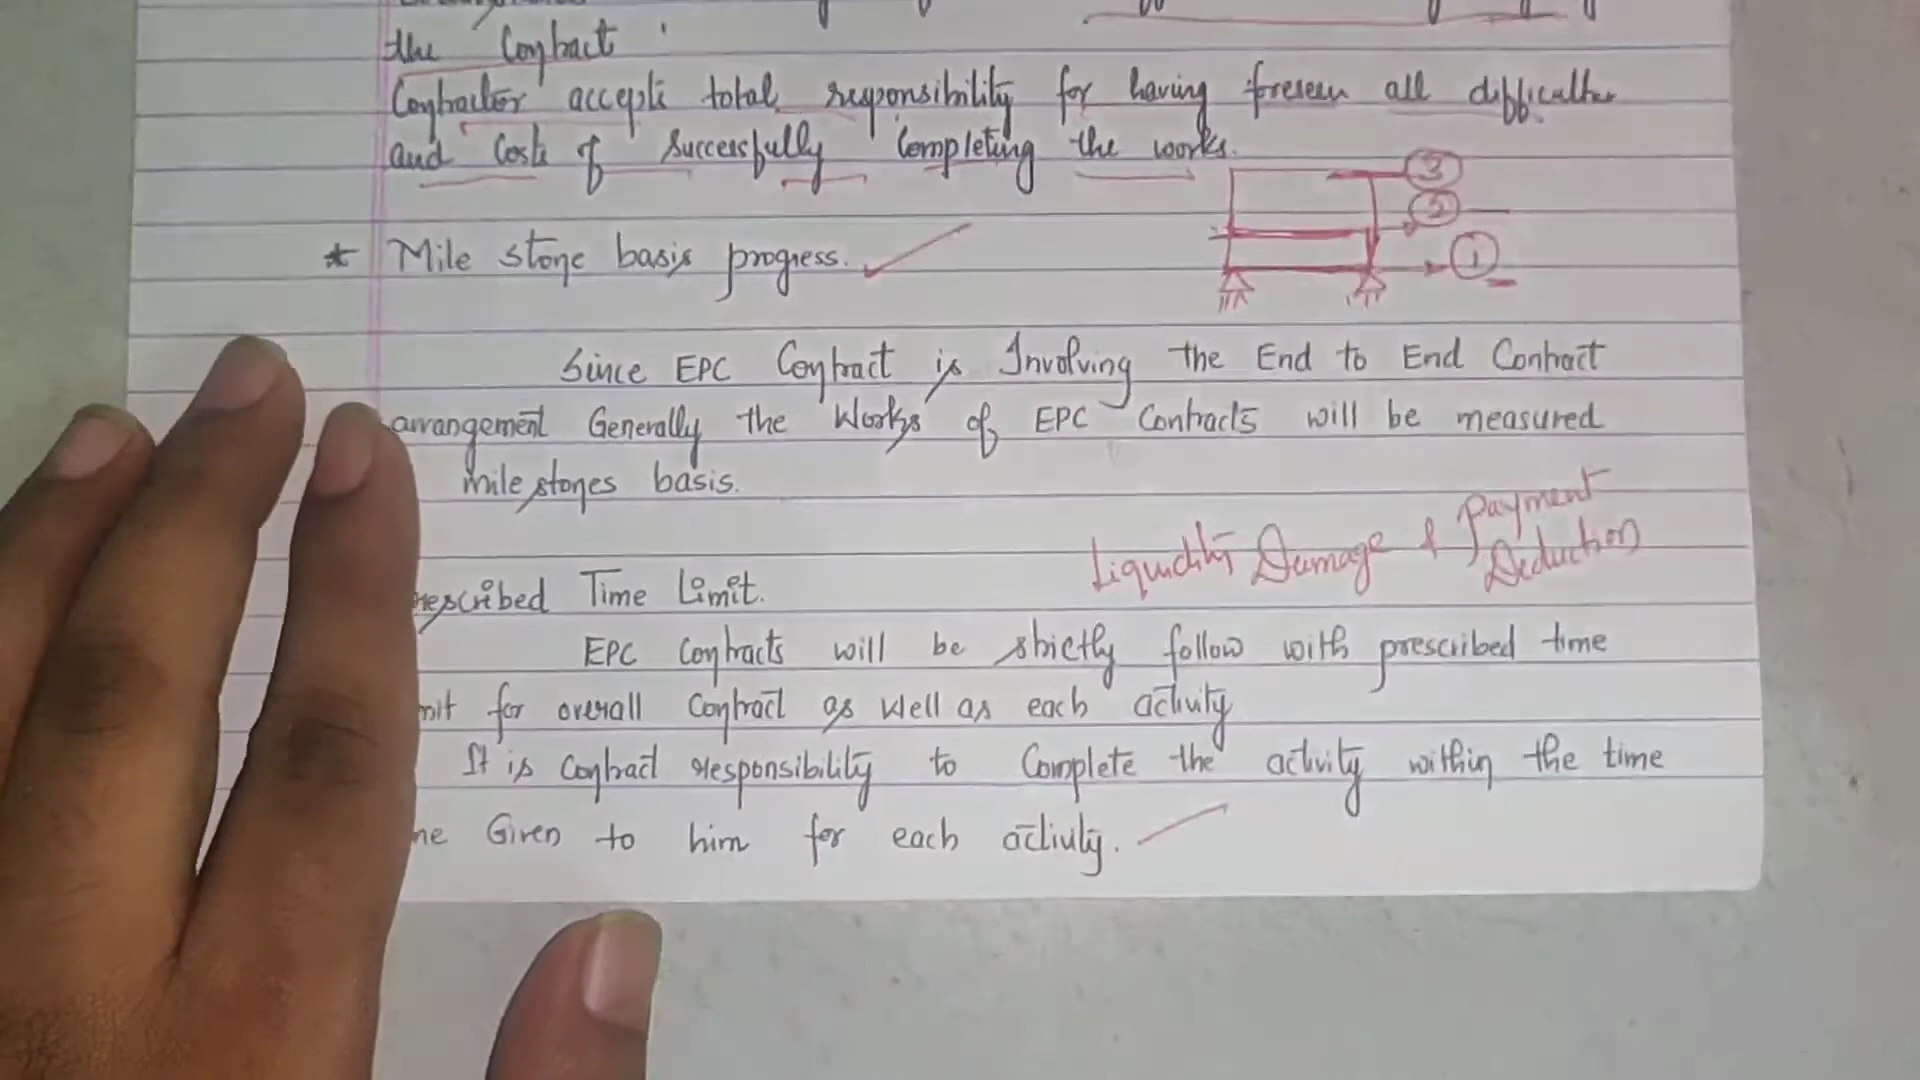 the Contract
Contractor accepts total responsibility for having foreseen all difficulties
and Costs of successfully Completing the works.
3
2
* Mile stone basis progress.
1
Since EPC Contract is Involving the End to End Contract
arrangement Generally the Works of EPC Contracts will be measured
milestones basis.
Liquidity Damage & Payment
Deduction
rescribed Time Limit.
EPC Contracts will be strictly follow with prescribed time
mit for overall Contract as well as each activity
It is Contract responsibility to Complete the activity within the time
me Given to him for each activity.